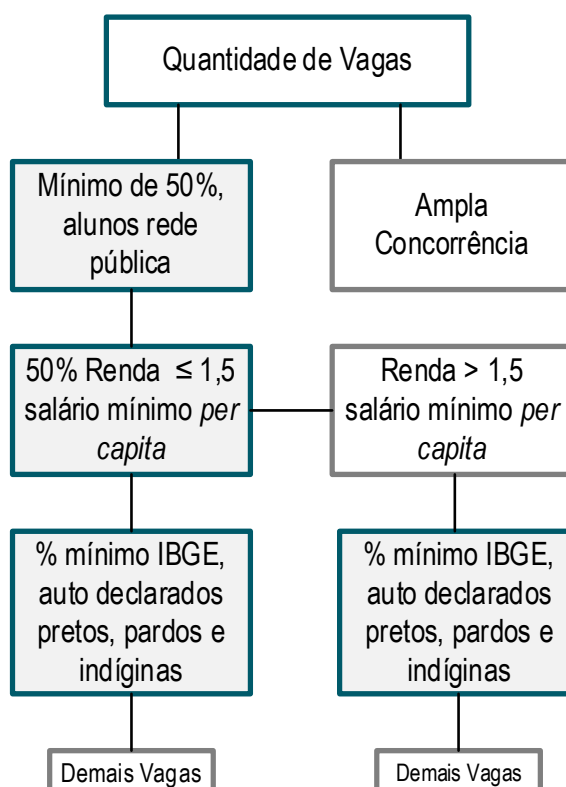 Quantidade de Vagas
Mínimo de 50%,
alunos rede
pública
Ampla
Concorrência
50% Renda ≤ 1,5
salário mínimo per
capita
Renda > 1,5
salário mínimo per
capita
% mínimo IBGE,
auto declarados
pretos, pardos e
indíginas
% mínimo IBGE,
auto declarados
pretos, pardos e
indíginas
Demais Vagas
Demais Vagas